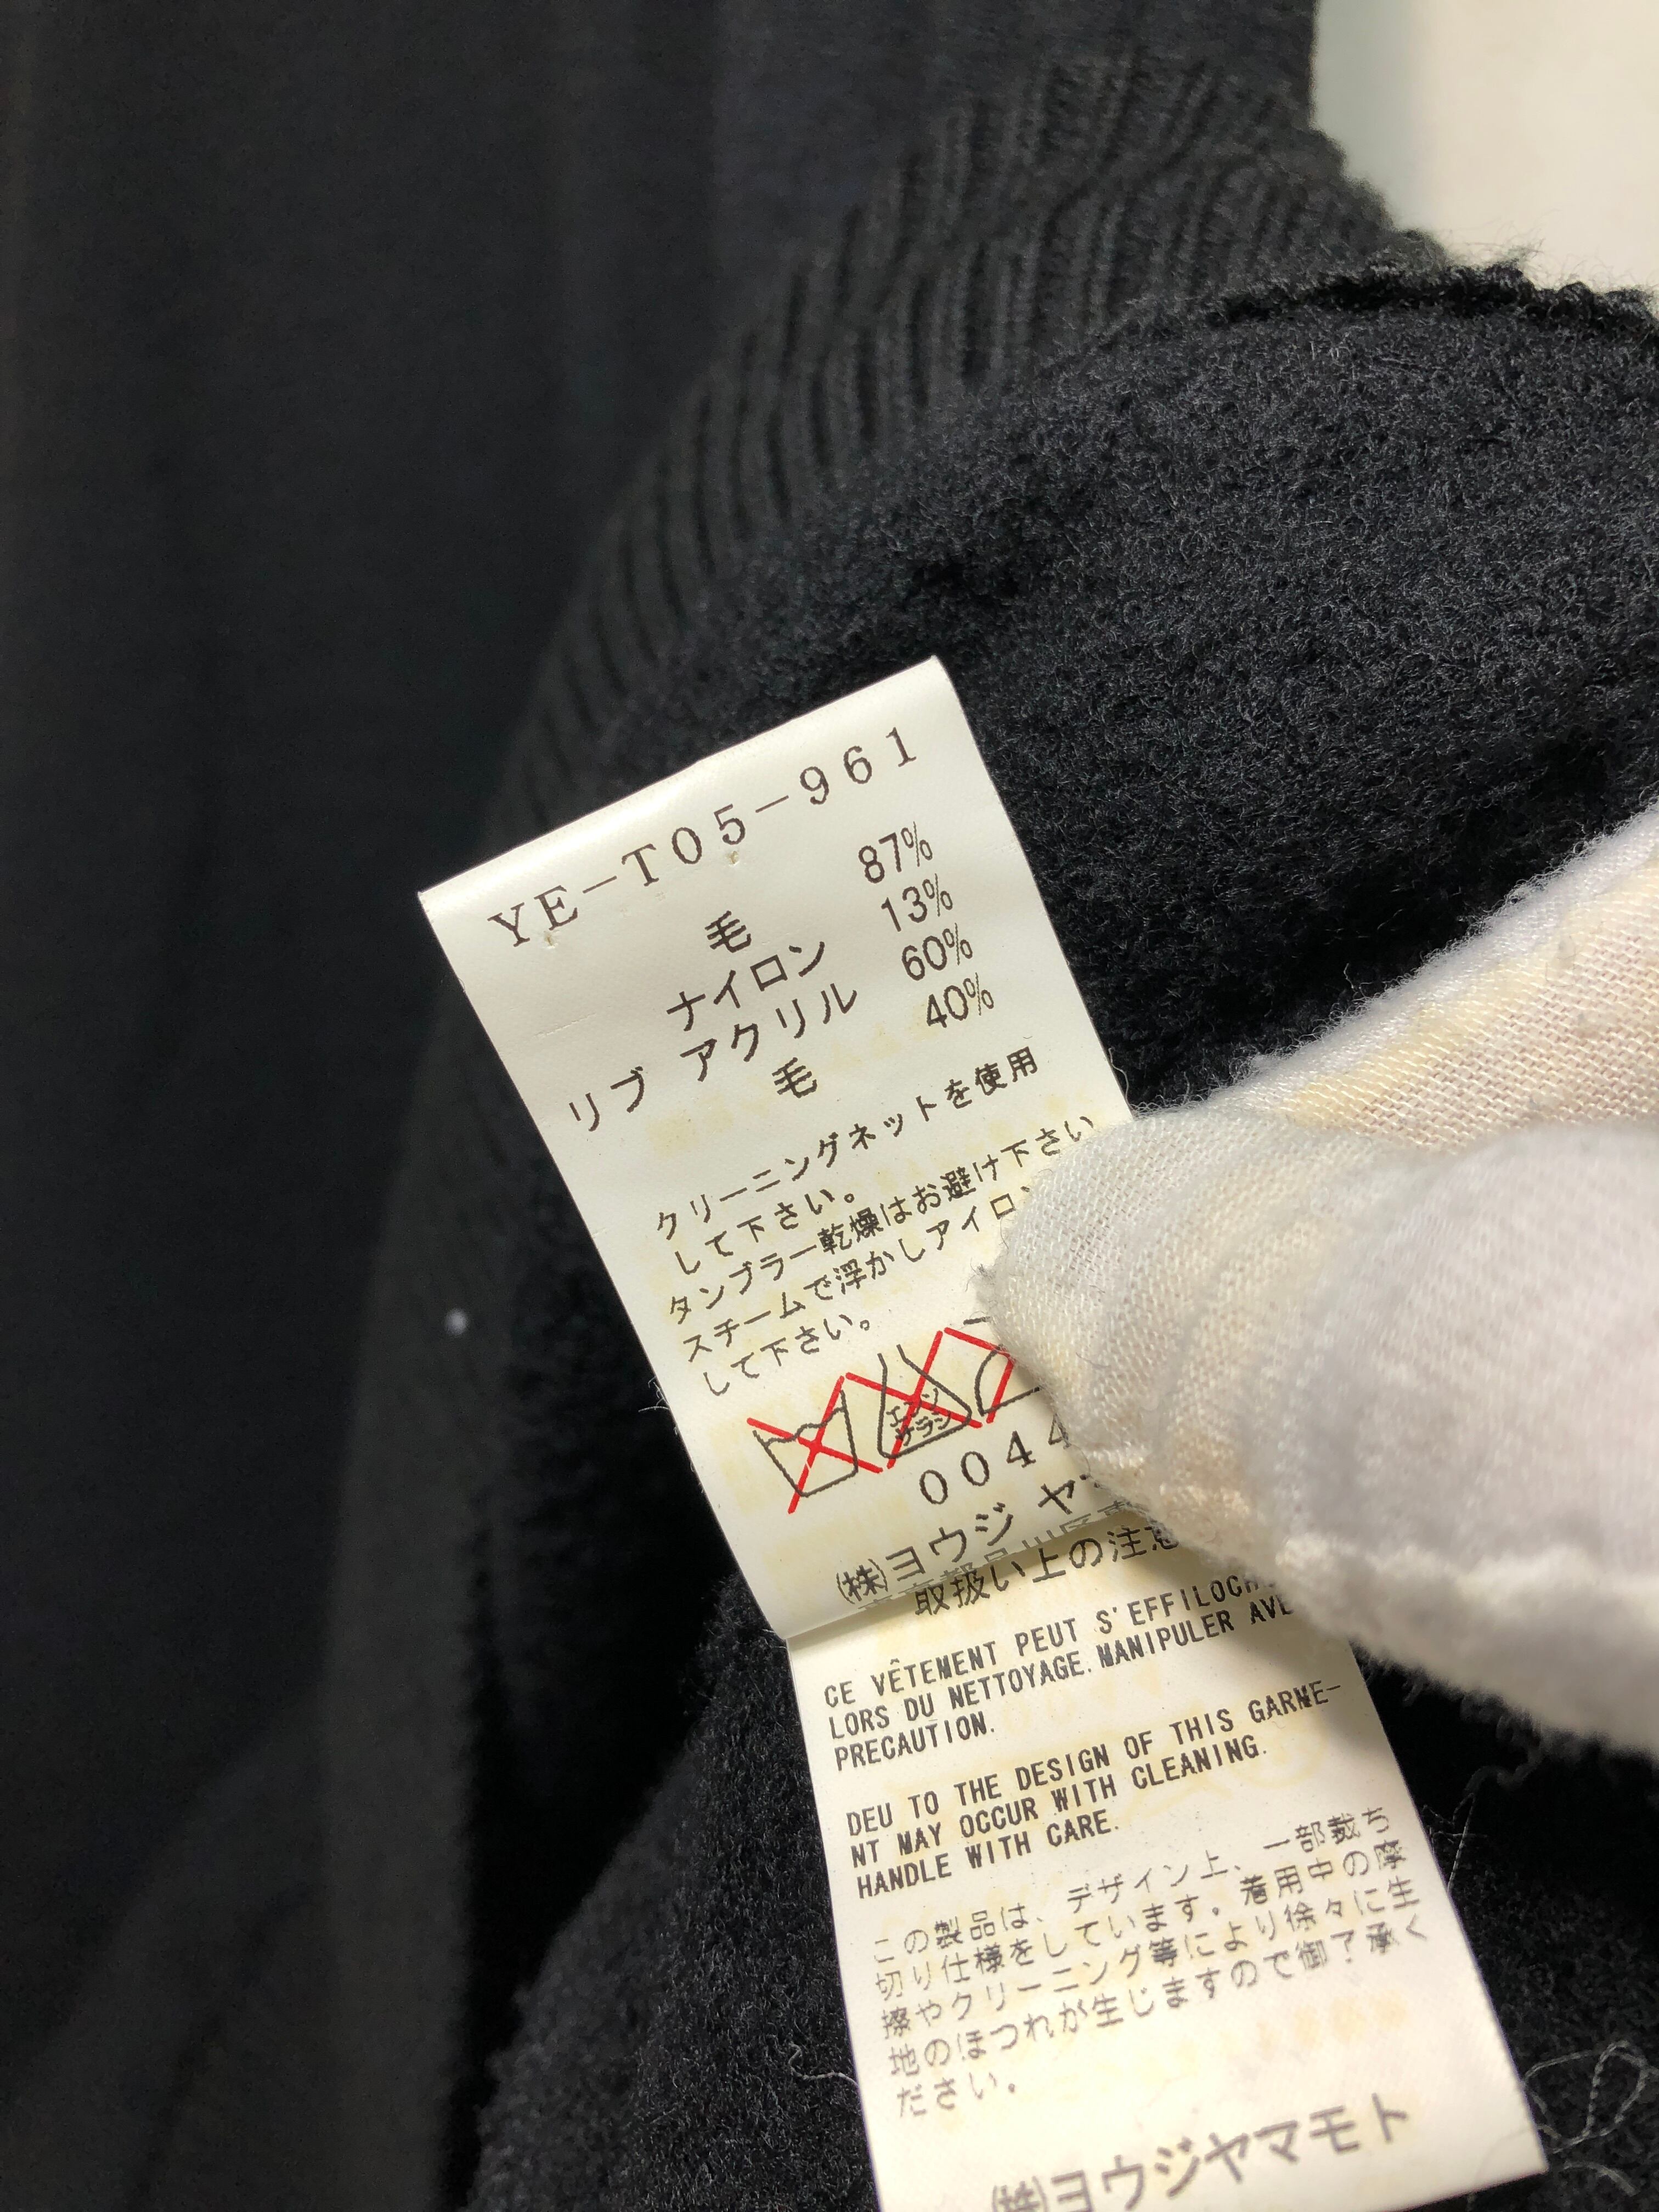 YE-T05-961
毛 87%
ナイロン 13%
リブ アクリル 60%
毛 40%
クリーニングネットを使用
して下さい。
タンブラー乾燥はお避け下さい
スチームで浮かしアイロ
して下さい。
エンソ
サラシ
0044
(株)ヨウジ ヤマ
取扱い上の注意
CE VÊTEMENT PEUT S'EFFILOCH
LORS DU NETTOYAGE. MANIPULER AVE
PRECAUTION.
DEU TO THE DESIGN OF THIS GARME-
NT MAY OCCUR WITH CLEANING.
HANDLE WITH CARE.
この製品は、デザイン上、一部裁ち
切り仕様をしています。着用中の摩
擦やクリーニング等により徐々に生
地のほつれが生じますので御了承く
ださい。
(株)ヨウジヤマモト